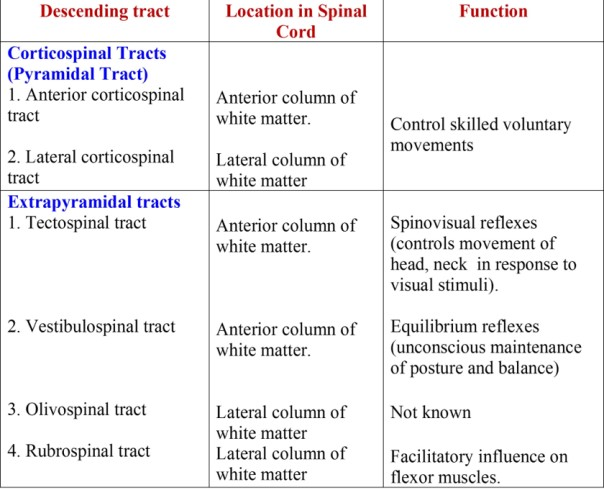 Descending tract
Location in Spinal
Cord
Function
Corticospinal Tracts
(Pyramidal Tract)
1. Anterior corticospinal
tract
Anterior column of
white matter.
2. Lateral corticospinal
tract
Lateral column of
white matter
Control skilled voluntary
movements
Extrapyramidal tracts
1. Tectospinal tract
Anterior column of
white matter.
Spinovisual reflexes
(controls movement of
head, neck in response to
visual stimuli).
2. Vestibulospinal tract
Anterior column of
white matter.
Equilibrium reflexes
(unconscious maintenance
of posture and balance)
3. Olivospinal tract
Lateral column of
white matter
Not known
4. Rubrospinal tract
Lateral column of
white matter
Facilitatory influence on
flexor muscles.